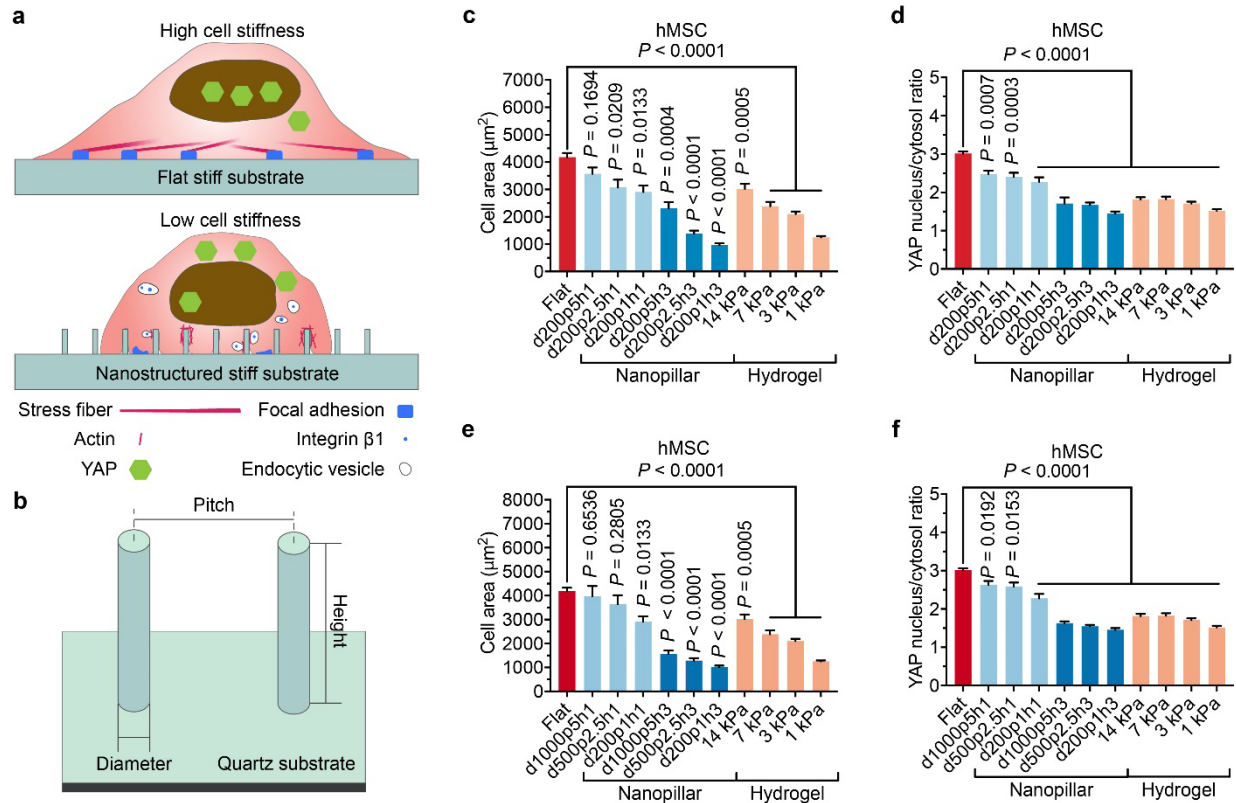 a
High cell stiffness
Flat stiff substrate
Low cell stiffness
Nanostructured stiff substrate
Stress fiber
Focal adhesion
Actin
Integrin β1
YAP
Endocytic vesicle
b
Pitch
Height
Diameter
Quartz substrate
c
hMSC
P < 0.0001
Cell area (µm²)
7000
6000
5000
4000
3000
2000
1000
0
P = 0.1694
P = 0.0209
P = 0.0133
P = 0.0004
P < 0.0001
P < 0.0001
P = 0.0005
Flat
d200p5h1
d200p2.5h1
d200p1h1
d200p5h3
d200p2.5h3
d200p1h3
14 kPa
7 kPa
3 kPa
1 kPa
Nanopillar
Hydrogel
d
hMSC
P < 0.0001
YAP nucleus/cytosol ratio
5
4
3
2
1
0
P = 0.0007
P = 0.0003
Flat
d200p5h1
d200p2.5h1
d200p1h1
d200p5h3
d200p2.5h3
d200p1h3
14 kPa
7 kPa
3 kPa
1 kPa
Nanopillar
Hydrogel
e
hMSC
P < 0.0001
Cell area (µm²)
8000
7000
6000
5000
4000
3000
2000
1000
0
P = 0.6536
P = 0.2805
P = 0.0133
P < 0.0001
P < 0.0001
P < 0.0001
P = 0.0005
Flat
d1000p5h1
d500p2.5h1
d200p1h1
d1000p5h3
d500p2.5h3
d200p1h3
14 kPa
7 kPa
3 kPa
1 kPa
Nanopillar
Hydrogel
f
hMSC
P < 0.0001
YAP nucleus/cytosol ratio
5
4
3
2
1
0
P = 0.0192
P = 0.0153
Flat
d1000p5h1
d500p2.5h1
d200p1h1
d1000p5h3
d500p2.5h3
d200p1h3
14 kPa
7 kPa
3 kPa
1 kPa
Nanopillar
Hydrogel